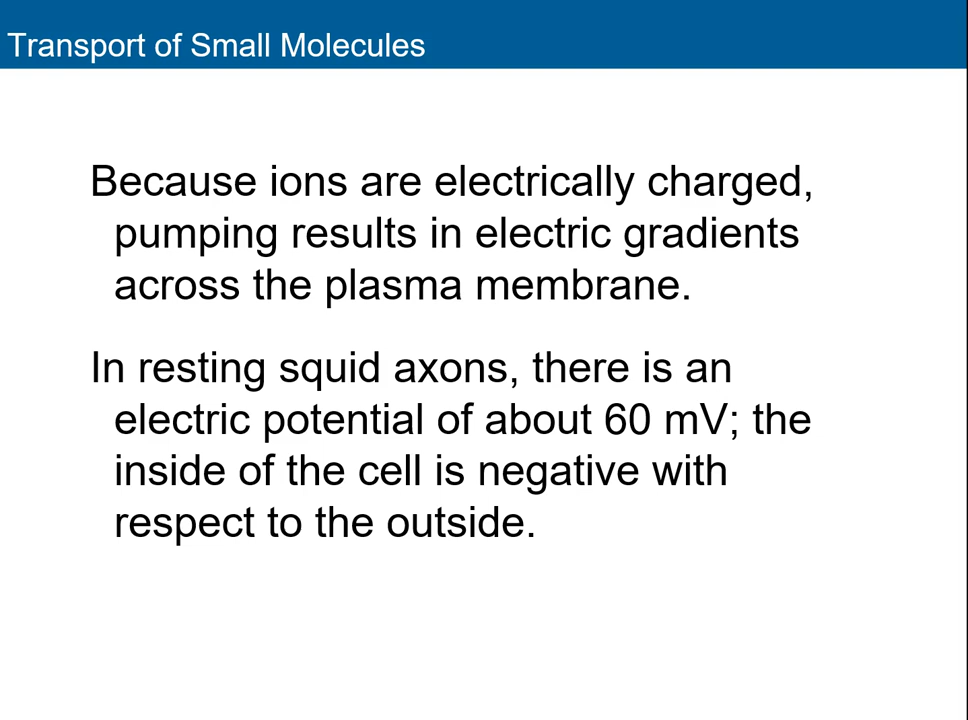 Transport of Small Molecules
Because ions are electrically charged,
pumping results in electric gradients
across the plasma membrane.
In resting squid axons, there is an
electric potential of about 60 mV; the
inside of the cell is negative with
respect to the outside.